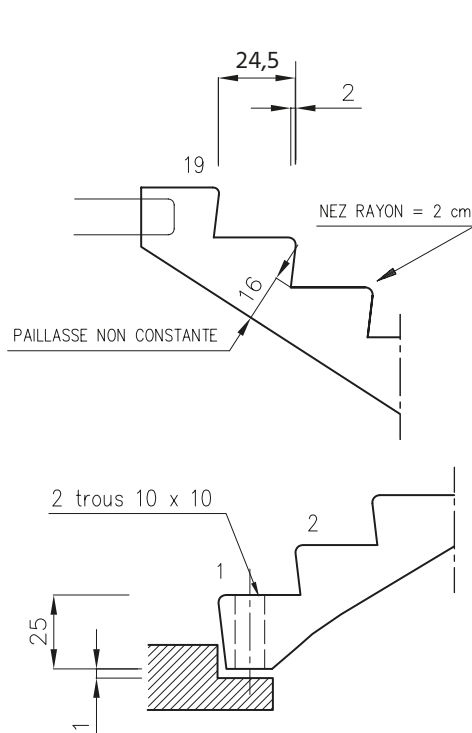 24,5
2
19
NEZ RAYON = 2 cm
16
PAILLASSE NON CONSTANTE
2 trous 10 x 10
2
1
25
1